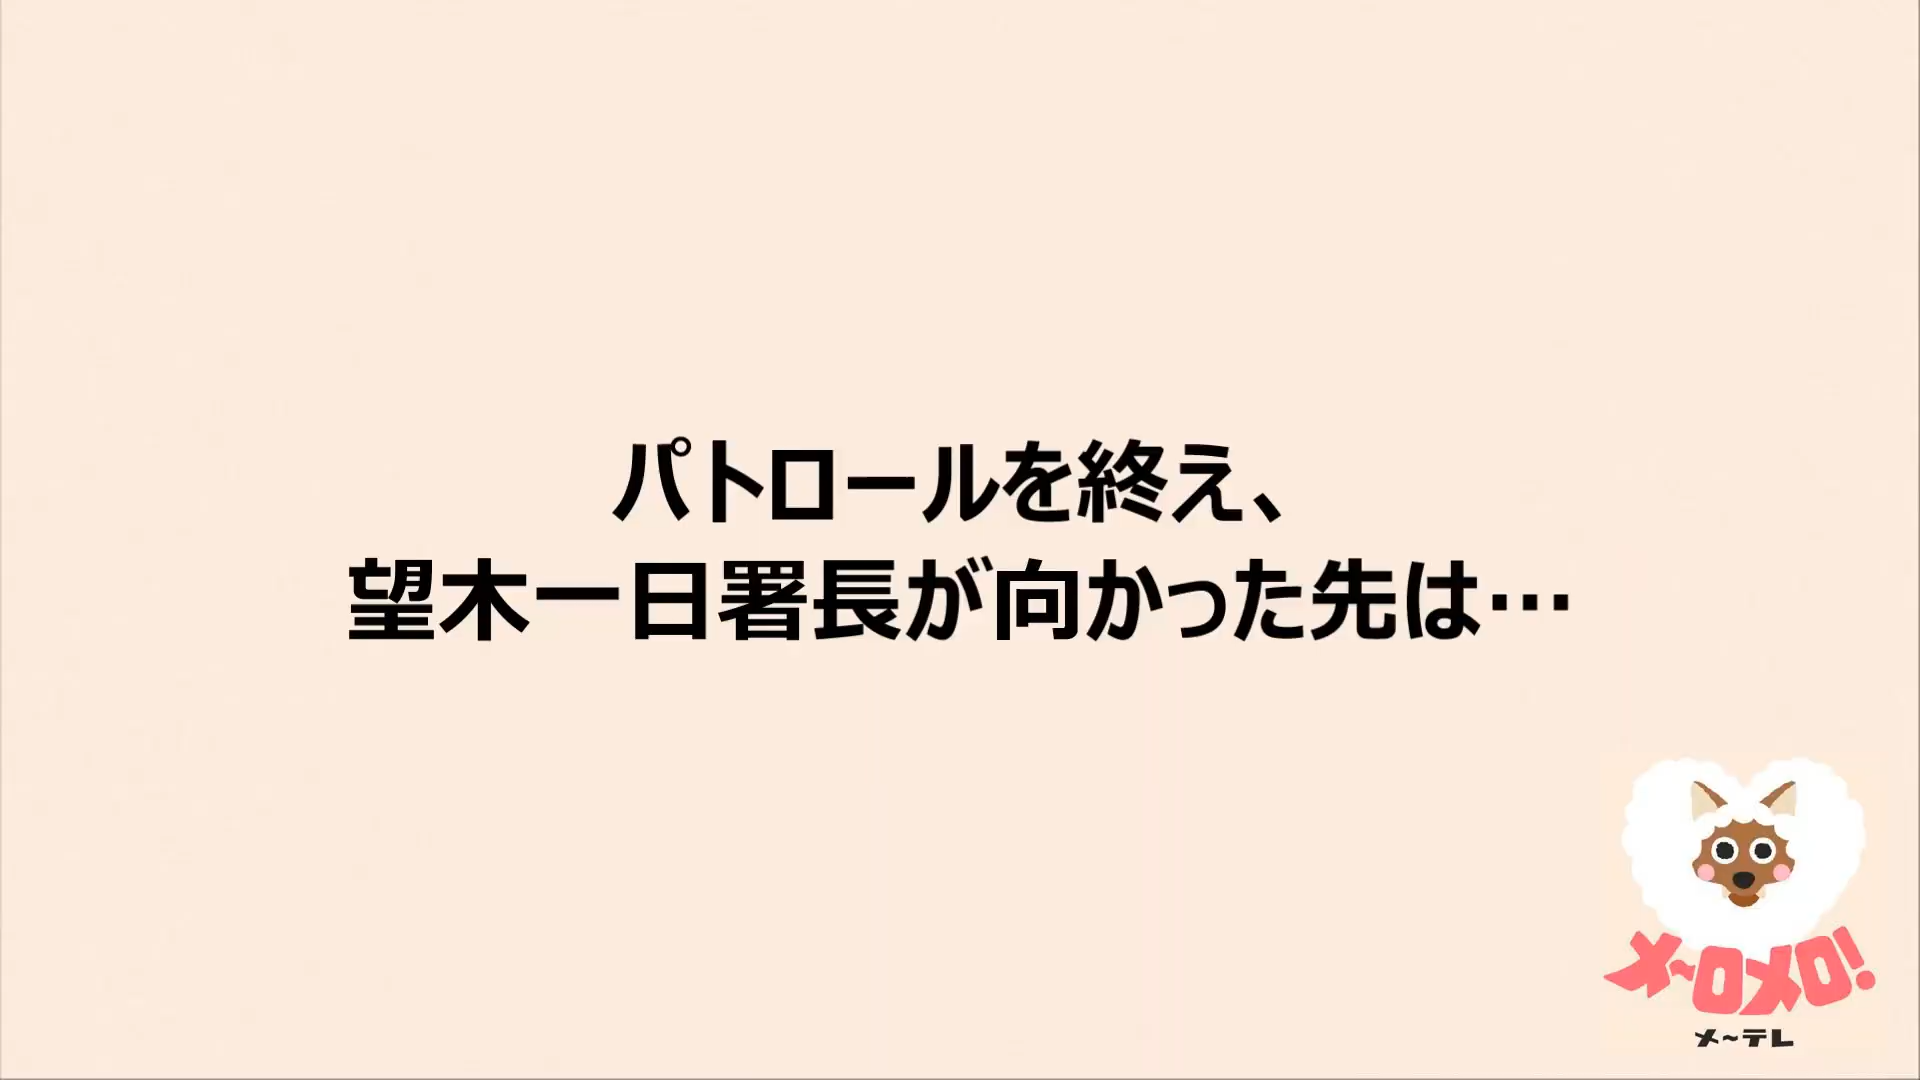 パトロールを終え、
望木一日署長が向かった先は…
メ~ロメロ!
メ~テレ